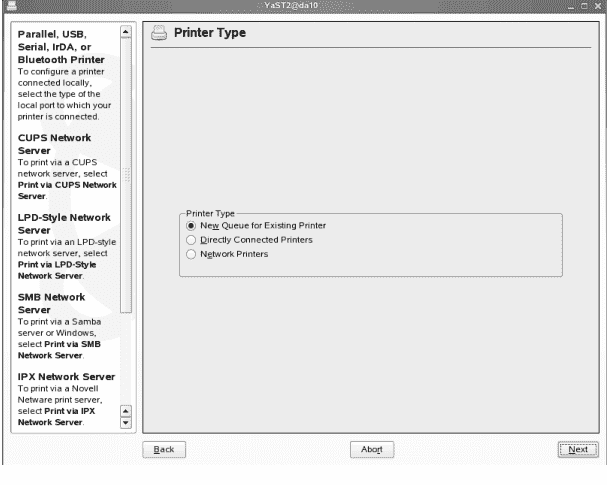 YaST2@da10
Parallel, USB,
Serial, IrDA, or
Bluetooth Printer
To configure a printer
connected locally,
select the type of the
local port to which your
printer is connected.
CUPS Network
Server
To print via a CUPS
network server, select
Print via CUPS Network
Server.
LPD-Style Network
Server
To print via an LPD-style
network server, select
Print via LPD-Style
Network Server.
SMB Network
Server
To print via a Samba
server or Windows,
select Print via SMB
Network Server.
IPX Network Server
To print via a Novell
Netware print server,
select Print via IPX
Network Server.
Printer Type
Printer Type
New Queue for Existing Printer
Directly Connected Printers
Network Printers
Back
Abort
Next